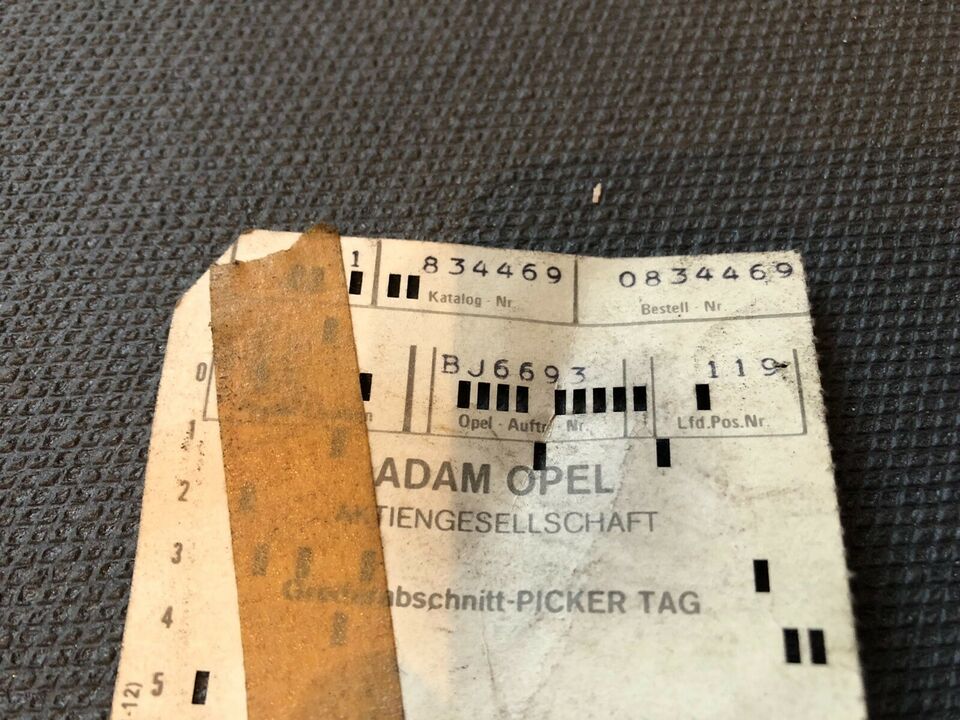 1 834469 0834469
Katalog - Nr. Bestell - Nr.
0 BJ6693 119
Opel - Auftr. - Nr. Lfd.Pos.Nr.
1
ADAM OPEL
2
AKTIENGESELLSCHAFT
3
abschnitt-PICKER TAG
4
5
-12)